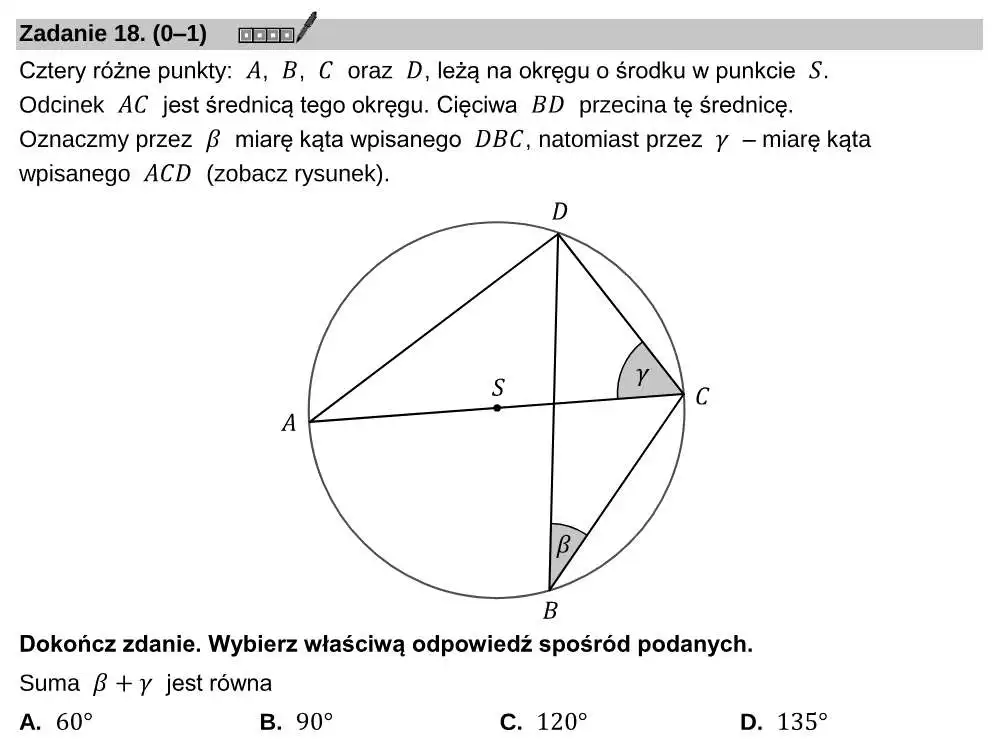 Zadanie 18. (0–1)
Cztery różne punkty: A, B, C oraz D, leżą na okręgu o środku w punkcie S.
Odcinek AC jest średnicą tego okręgu. Cięciwa BD przecina tę średnicę.
Oznaczmy przez β miarę kąta wpisanego DBC, natomiast przez γ – miarę kąta
wpisanego ACD (zobacz rysunek).
D
S
γ
C
A
β
B
Dokończ zdanie. Wybierz właściwą odpowiedź spośród podanych.
Suma β + γ jest równa
A. 60° B. 90° C. 120° D. 135°